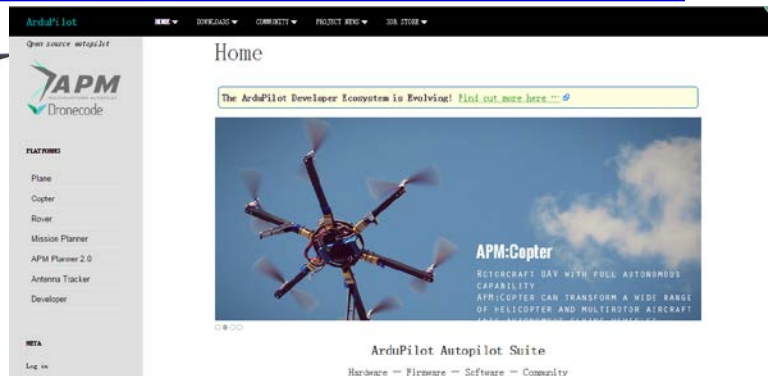 ArduPilot
HOME DOWNLOADS COMMUNITY PROJECT NEWS 3DR STORE
Open source autopilot
APM
Dronecode
PLATFORMS
Plane
Copter
Rover
Mission Planner
APM Planner 2.0
Antenna Tracker
Developer
META
Log in
Home
The ArduPilot Developer Ecosystem is Evolving! Find out more here
APM:Copter
ROTORCRAFT UAV WITH FULL AUTONOMOUS
CAPABILITY
APM:COPTER CAN TRANSFORM A WIDE RANGE
OF HELICOPTER AND MULTIROTOR AIRCRAFT
ArduPilot Autopilot Suite
Hardware — Firmware — Software — Community